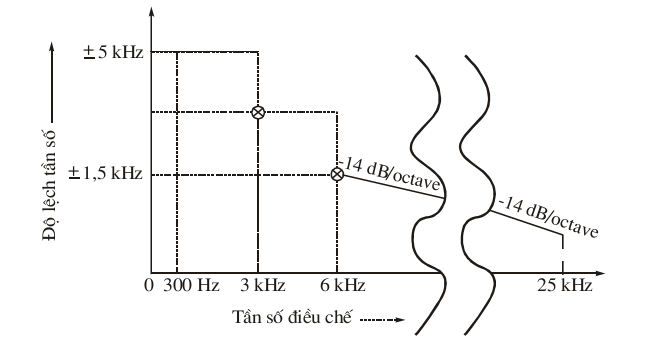 ± 5 kHz
± 1,5 kHz
-14 dB/octave
-14 dB/octave
Độ lệch tần số
0 300 Hz 3 kHz 6 kHz 25 kHz
Tần số điều chế